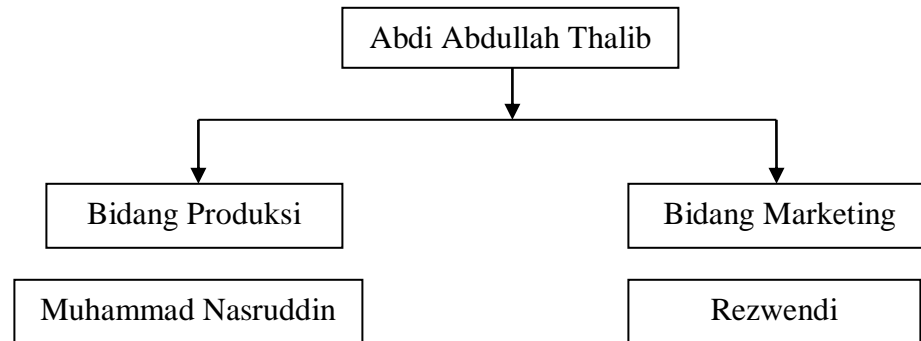 Abdi Abdullah Thalib
Bidang Produksi
Bidang Marketing
Muhammad Nasruddin
Rezwendi